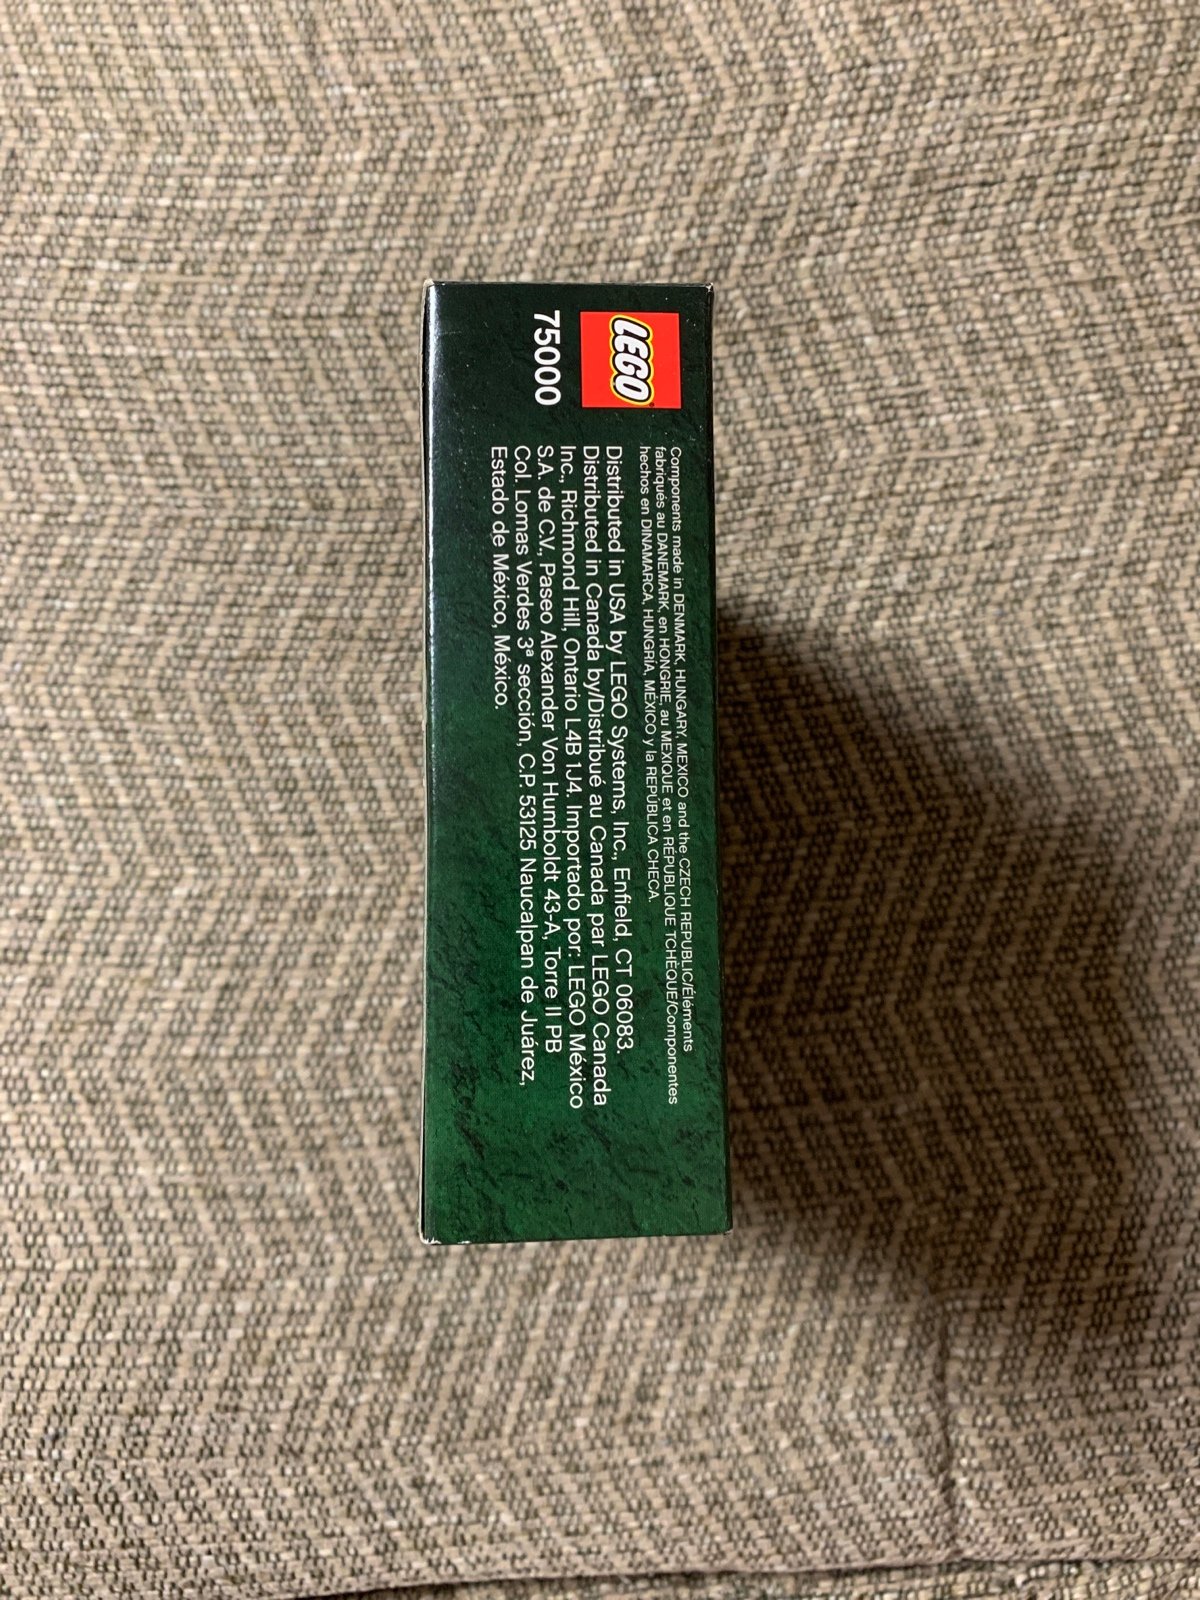 LEGO
75000
Components made in DENMARK, HUNGARY, MEXICO and the CZECH REPUBLIC/Éléments
fabriqués au DANEMARK, en HONGRIE, au MEXIQUE et en RÉPUBLIQUE TCHÈQUE/Componentes
hechos en DINAMARCA, HUNGRÍA, MÉXICO y la REPÚBLICA CHECA.
Distributed in USA by LEGO Systems, Inc., Enfield, CT 06083.
Distributed in Canada by/Distribué au Canada par LEGO Canada
Inc., Richmond Hill, Ontario L4B 1J4. Importado por: LEGO México
S.A. de C.V., Paseo Alexander Von Humboldt 43-A, Torre II PB
Col. Lomas Verdes 3ª sección, C.P. 53125 Naucalpan de Juárez,
Estado de México, México.